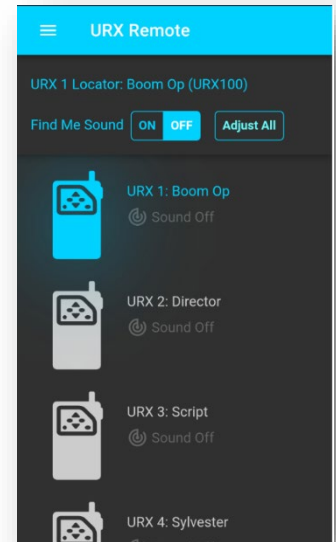 URX Remote
URX 1 Locator: Boom Op (URX100)
Find Me Sound ON OFF Adjust All
URX 1: Boom Op
Sound Off
URX 2: Director
Sound Off
URX 3: Script
Sound Off
URX 4: Sylvester